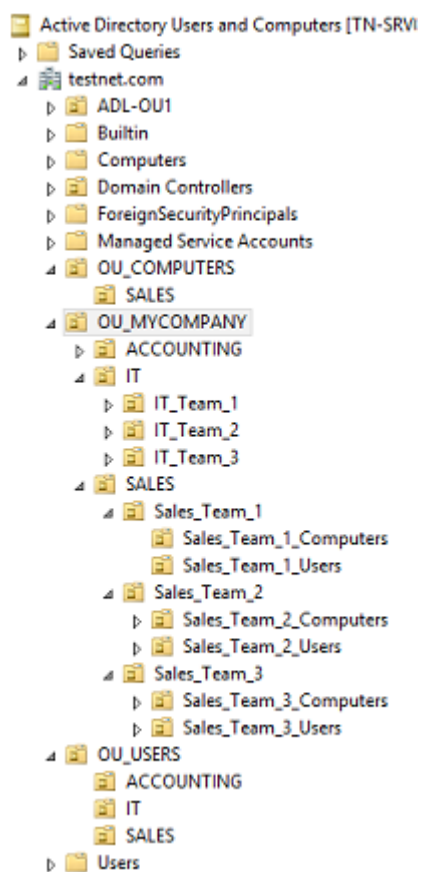 Active Directory Users and Computers [TN-SRV
Saved Queries
testnet.com
ADL-OU1
Builtin
Computers
Domain Controllers
ForeignSecurityPrincipals
Managed Service Accounts
OU_COMPUTERS
SALES
OU_MYCOMPANY
ACCOUNTING
IT
IT_Team_1
IT_Team_2
IT_Team_3
SALES
Sales_Team_1
Sales_Team_1_Computers
Sales_Team_1_Users
Sales_Team_2
Sales_Team_2_Computers
Sales_Team_2_Users
Sales_Team_3
Sales_Team_3_Computers
Sales_Team_3_Users
OU_USERS
ACCOUNTING
IT
SALES
Users